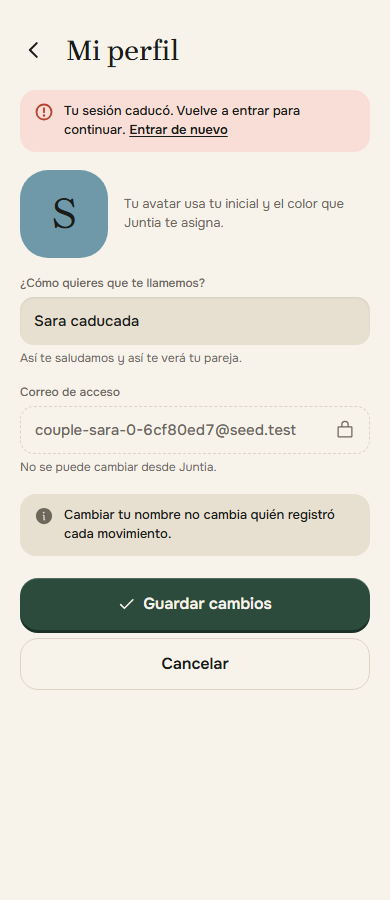 Mi perfil
Tu sesión caducó. Vuelve a entrar para
continuar. Entrar de nuevo
S
Tu avatar usa tu inicial y el color que
Juntia te asigna.
¿Cómo quieres que te llamemos?
Sara caducada
Así te saludamos y así te verá tu pareja.
Correo de acceso
couple-sara-0-6cf80ed7@seed.test
No se puede cambiar desde Juntia.
Cambiar tu nombre no cambia quién registró
cada movimiento.
Guardar cambios
Cancelar